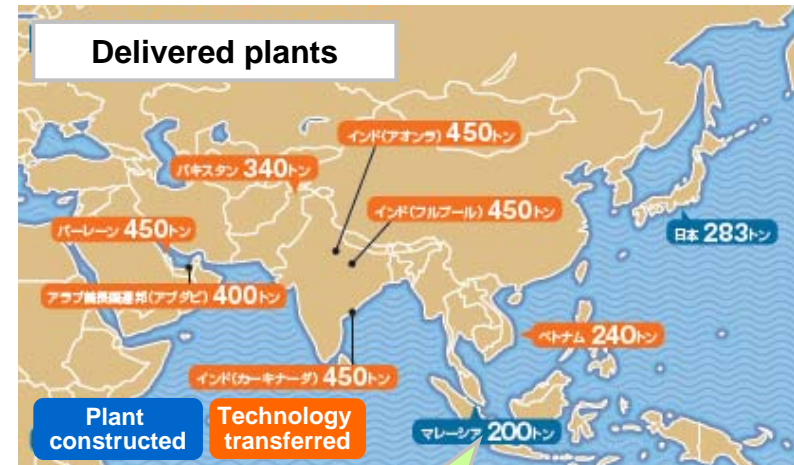 Delivered plants
インド(アオンラ) 450トン
パキスタン 340トン
インド(フルプール) 450トン
バーレーン 450トン
日本 283トン
アラブ首長国連邦(アブダビ) 400トン
ベトナム 240トン
インド(カーキナーダ) 450トン
マレーシア 200トン
Plant
constructed
Technology
transferred